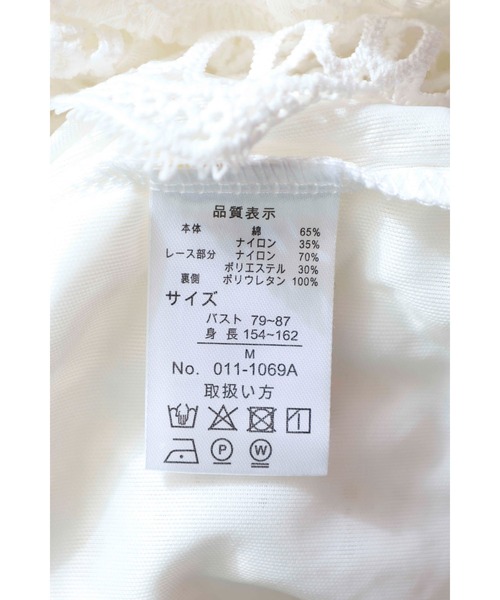 品質表示
本体 綿 65%
ナイロン 35%
レース部分 ナイロン 70%
ポリエステル 30%
裏側 ポリウレタン 100%
サイズ
バスト 79~87
身 長 154~162
M
No. 011-1069A
取扱い方
P W